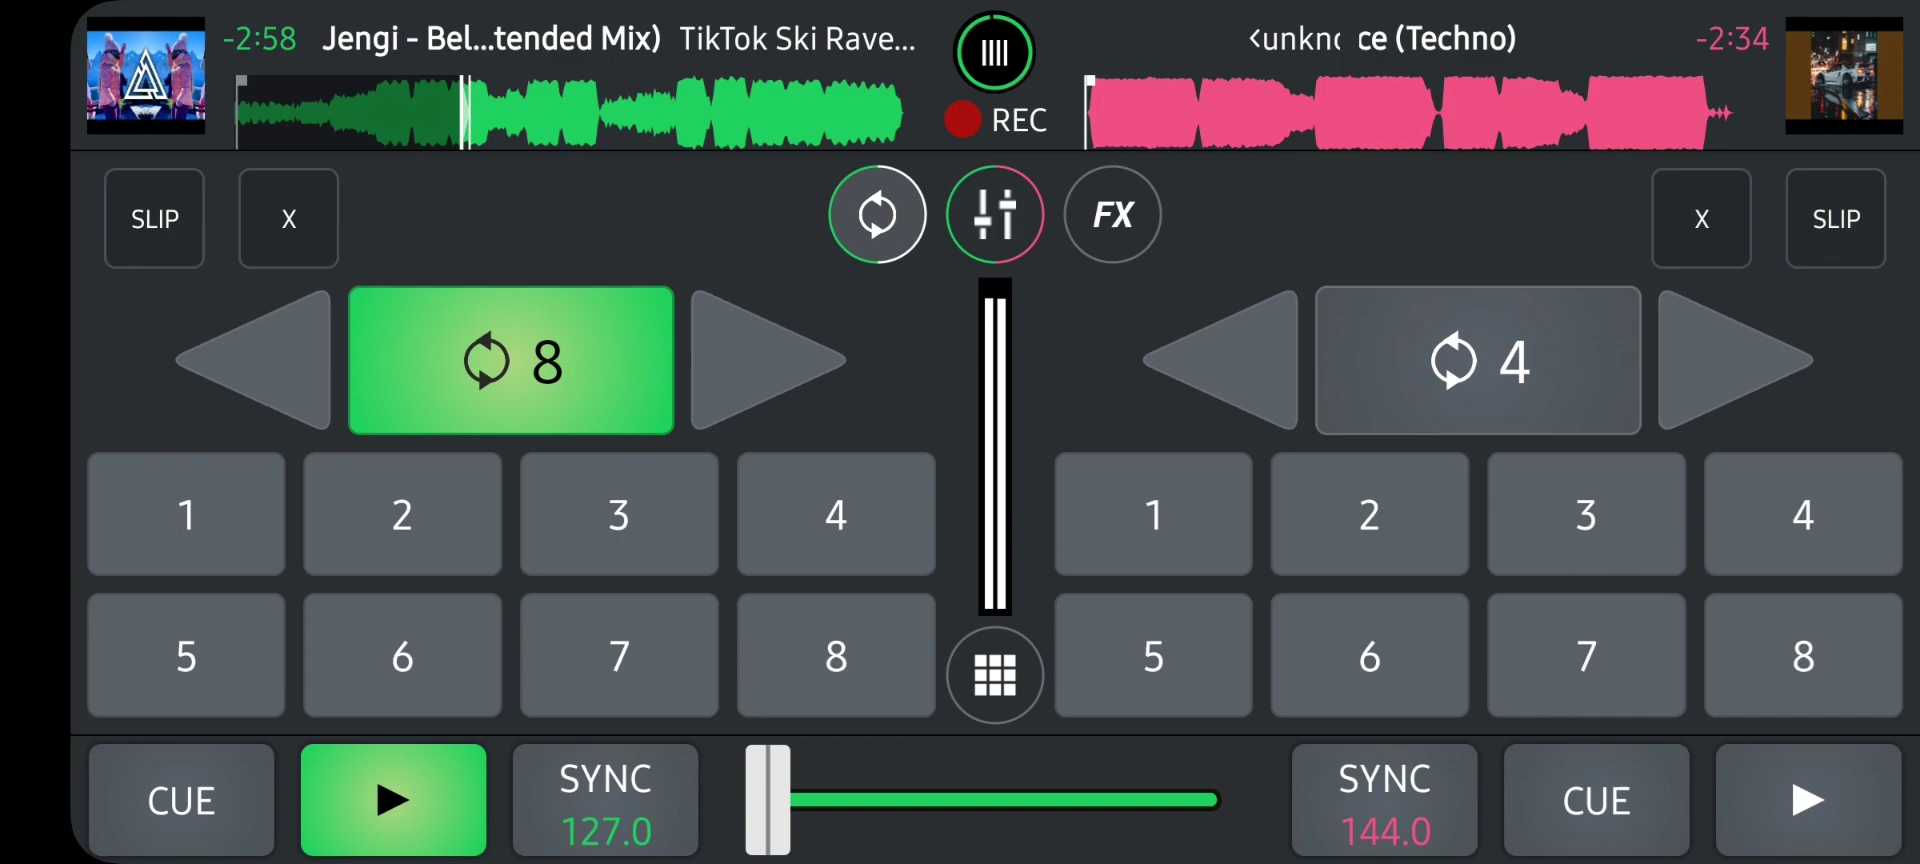 -2:58 Jengi - Bel...tended Mix) TikTok Ski Rave... <unkno ce (Techno) -2:34
REC
SLIP X FX X SLIP
8 4
1 2 3 4 1 2 3 4
5 6 7 8 5 6 7 8
CUE SYNC SYNC CUE
127.0 144.0